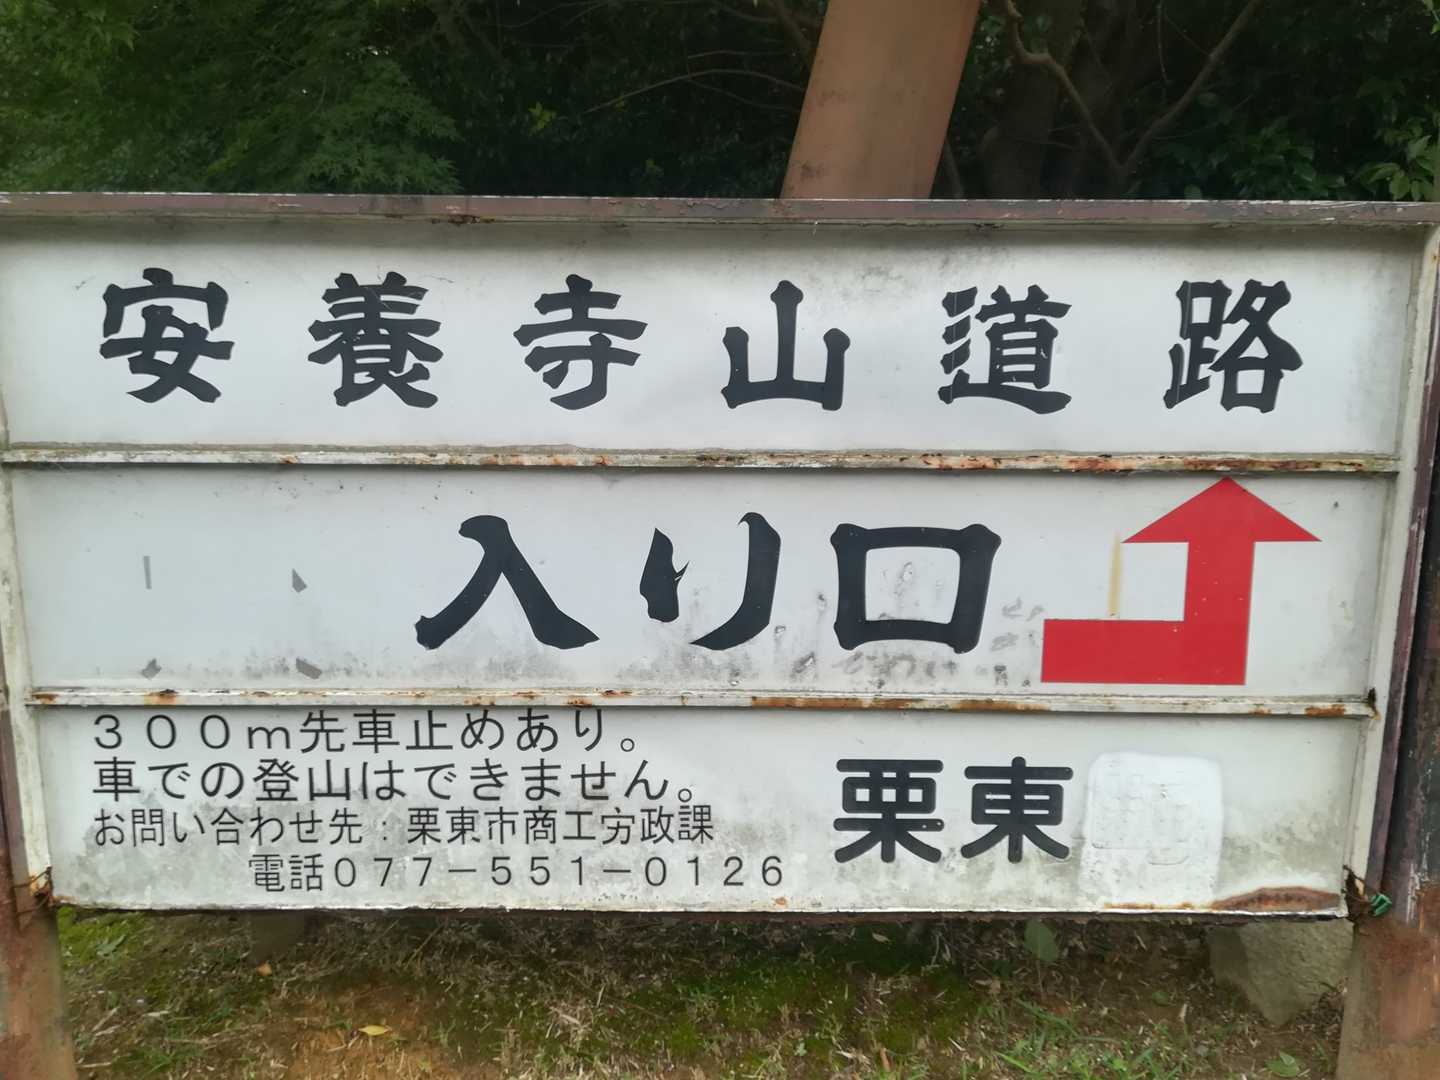 安養寺山道路
入り口
300m先車止めあり。
車での登山はできません。
お問い合わせ先：栗東市商工労政課
電話077-551-0126
栗東